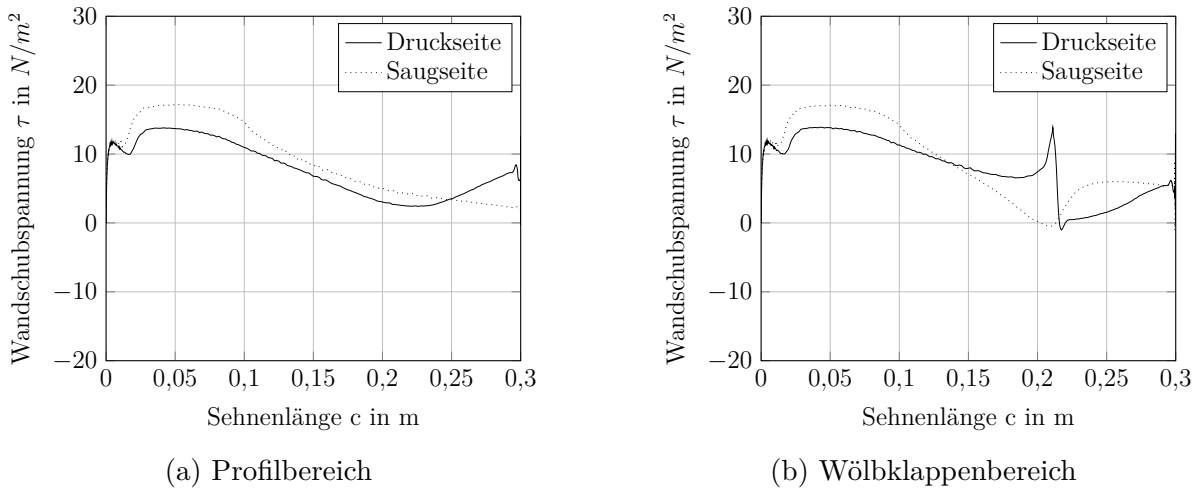 Wandschubspannung τ in N/m²
30
20
10
0
−10
−20
0
0,05
0,1
0,15
0,2
0,25
0,3
Sehnenlänge c in m
Druckseite
Saugseite
(a) Profilbereich
Wandschubspannung τ in N/m²
30
20
10
0
−10
−20
0
0,05
0,1
0,15
0,2
0,25
0,3
Sehnenlänge c in m
Druckseite
Saugseite
(b) Wölbklappenbereich